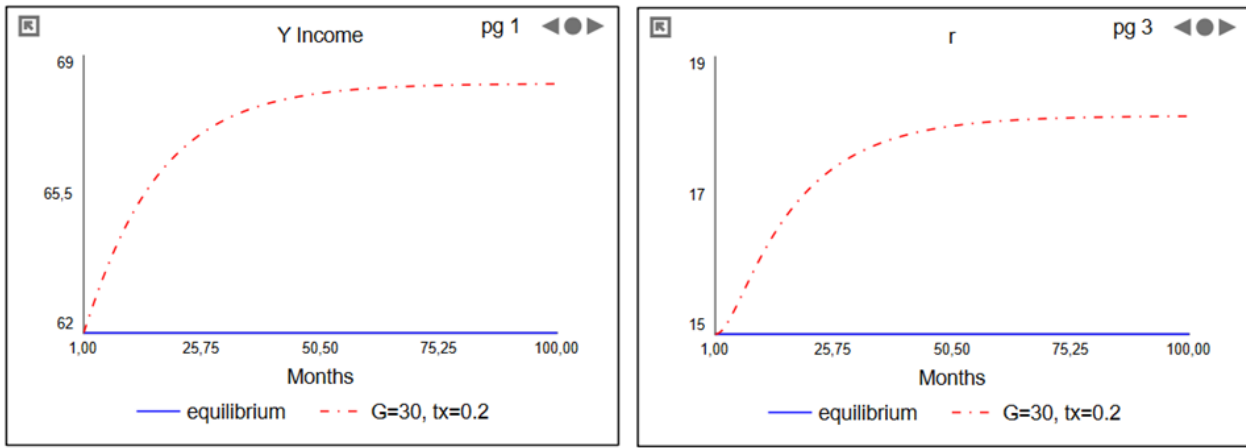 Y Income
pg 1
69
65,5
62
1,00 25,75 50,50 75,25 100,00
Months
equilibrium G=30, tx=0.2
r
pg 3
19
17
15
1,00 25,75 50,50 75,25 100,00
Months
equilibrium G=30, tx=0.2